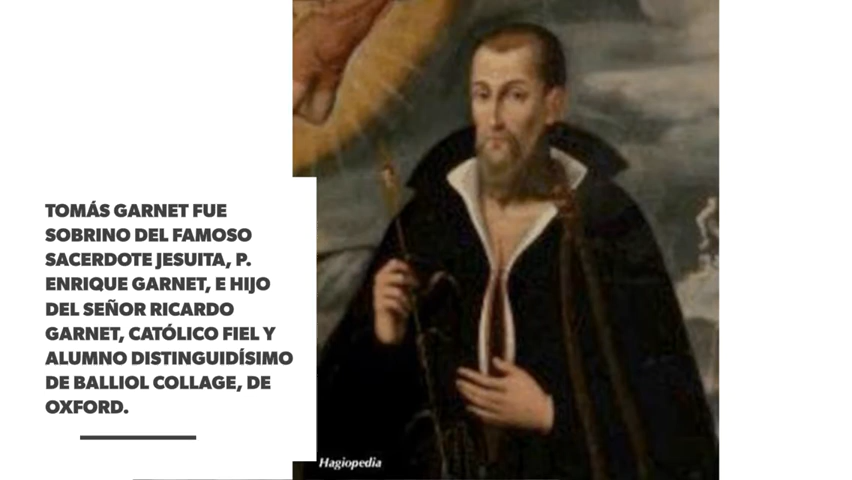 TOMÁS GARNET FUE
SOBRINO DEL FAMOSO
SACERDOTE JESUITA, P.
ENRIQUE GARNET, E HIJO
DEL SEÑOR RICARDO
GARNET, CATÓLICO FIEL Y
ALUMNO DISTINGUIDÍSIMO
DE BALLIOL COLLAGE, DE
OXFORD.
Hagiopedia